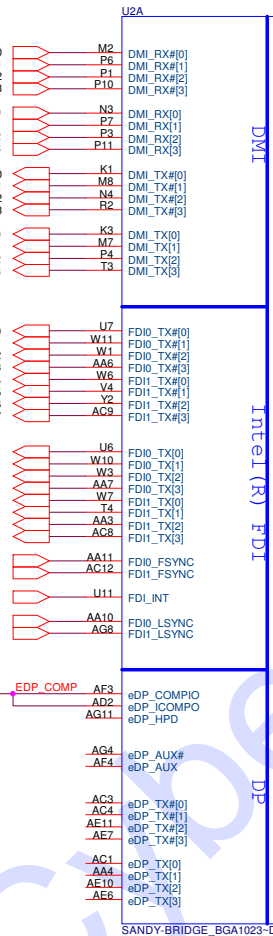 U2A
M2 DMI_RX#[0]
P6 DMI_RX#[1]
P1 DMI_RX#[2]
P10 DMI_RX#[3]
N3 DMI_RX[0]
P7 DMI_RX[1]
P3 DMI_RX[2]
P11 DMI_RX[3]
DMI
K1 DMI_TX#[0]
M8 DMI_TX#[1]
N4 DMI_TX#[2]
R2 DMI_TX#[3]
K3 DMI_TX[0]
M7 DMI_TX[1]
P4 DMI_TX[2]
T3 DMI_TX[3]
U7 FDI0_TX#[0]
W11 FDI0_TX#[1]
W1 FDI0_TX#[2]
AA6 FDI0_TX#[3]
W6 FDI1_TX#[0]
V4 FDI1_TX#[1]
Y2 FDI1_TX#[2]
AC9 FDI1_TX#[3]
Intel(R) FDI
U6 FDI0_TX[0]
W10 FDI0_TX[1]
W3 FDI0_TX[2]
AA7 FDI0_TX[3]
W7 FDI1_TX[0]
T4 FDI1_TX[1]
AA3 FDI1_TX[2]
AC8 FDI1_TX[3]
AA11 FDI0_FSYNC
AC12 FDI1_FSYNC
U11 FDI_INT
AA10 FDI0_LSYNC
AG8 FDI1_LSYNC
EDP_COMP AF3 eDP_COMPIO
AD2 eDP_ICOMPO
AG11 eDP_HPD
AG4 eDP_AUX#
AF4 eDP_AUX
DP
AC3 eDP_TX#[0]
AC4 eDP_TX#[1]
AE11 eDP_TX#[2]
AE7 eDP_TX#[3]
AC1 eDP_TX[0]
AA4 eDP_TX[1]
AE10 eDP_TX[2]
AE6 eDP_TX[3]
SANDY-BRIDGE_BGA1023~D